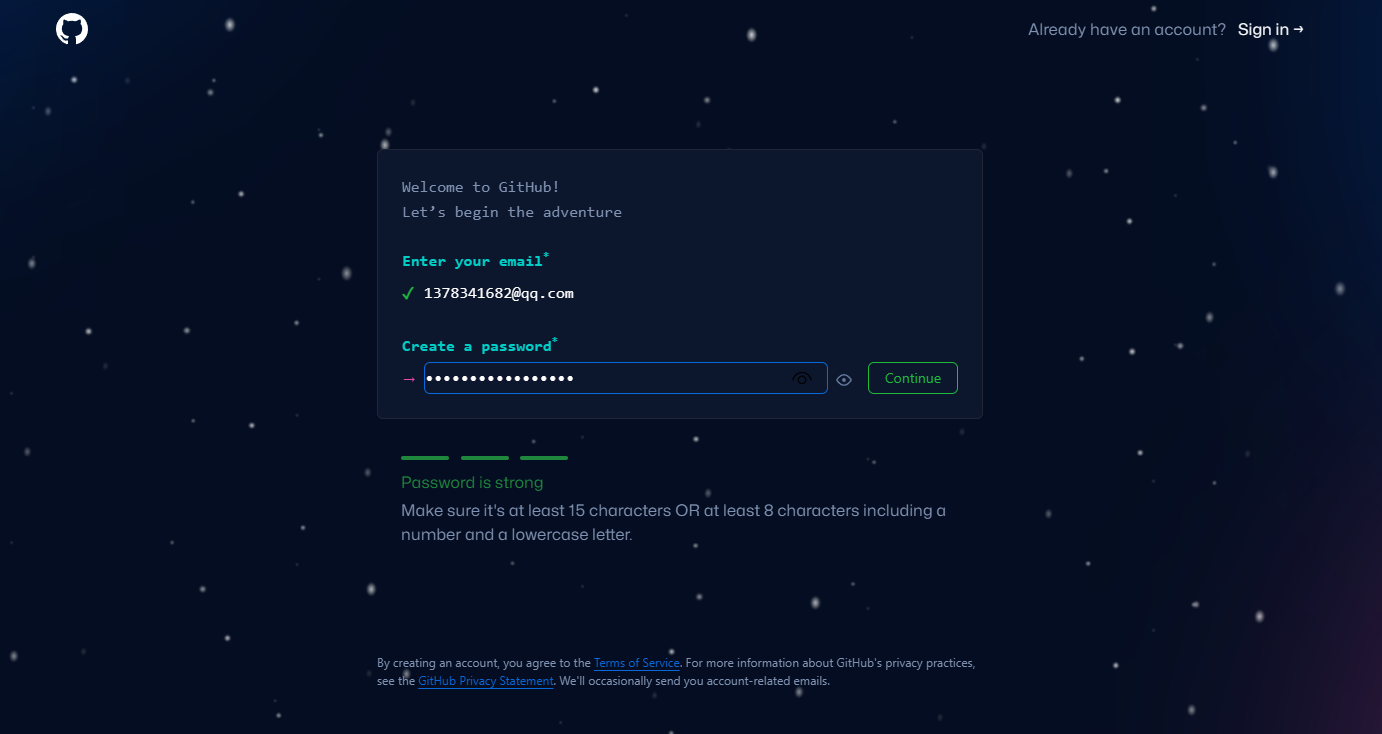 Already have an account? Sign in →
Welcome to GitHub!
Let’s begin the adventure
Enter your email*
✓ 1378341682@qq.com
Create a password*
→ ••••••••••••••••• Continue
Password is strong
Make sure it's at least 15 characters OR at least 8 characters including a
number and a lowercase letter.
By creating an account, you agree to the Terms of Service. For more information about GitHub's privacy practices,
see the GitHub Privacy Statement. We'll occasionally send you account-related emails.